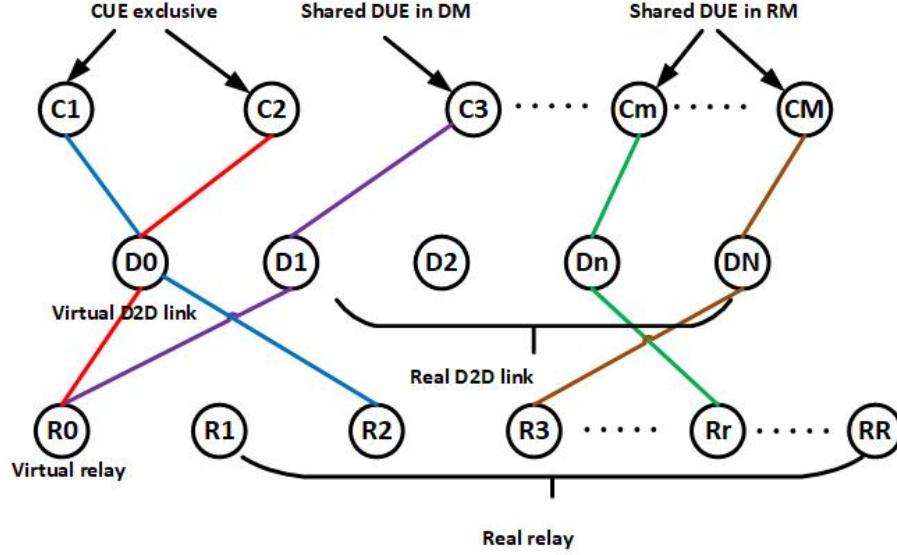 CUE exclusive
Shared DUE in DM
Shared DUE in RM
C1
C2
C3
Cm
CM
D0
D1
D2
Dn
DN
Virtual D2D link
Real D2D link
R0
R1
R2
R3
Rr
RR
Virtual relay
Real relay